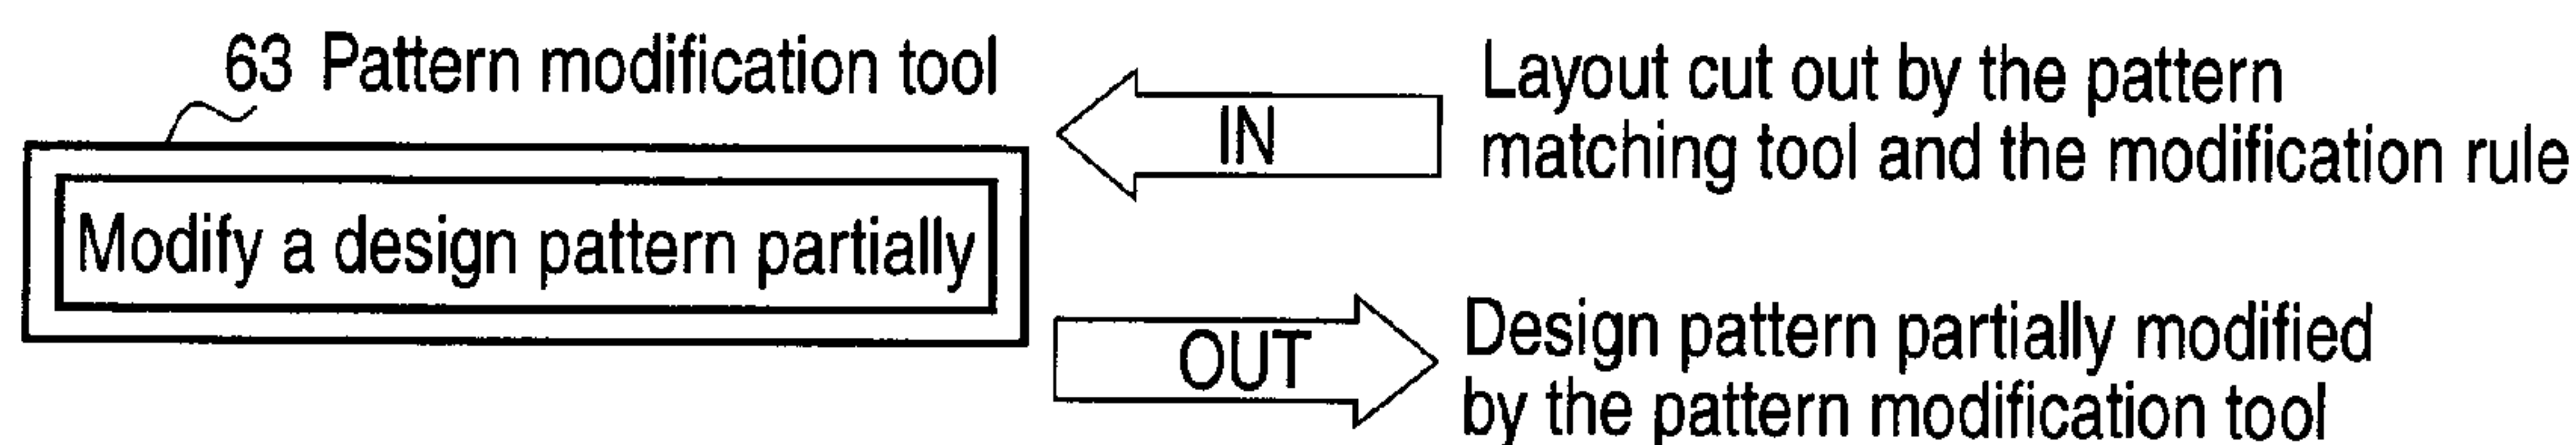 63 Pattern modification tool
Modify a design pattern partially
IN
Layout cut out by the pattern
matching tool and the modification rule
OUT
Design pattern partially modified
by the pattern modification tool